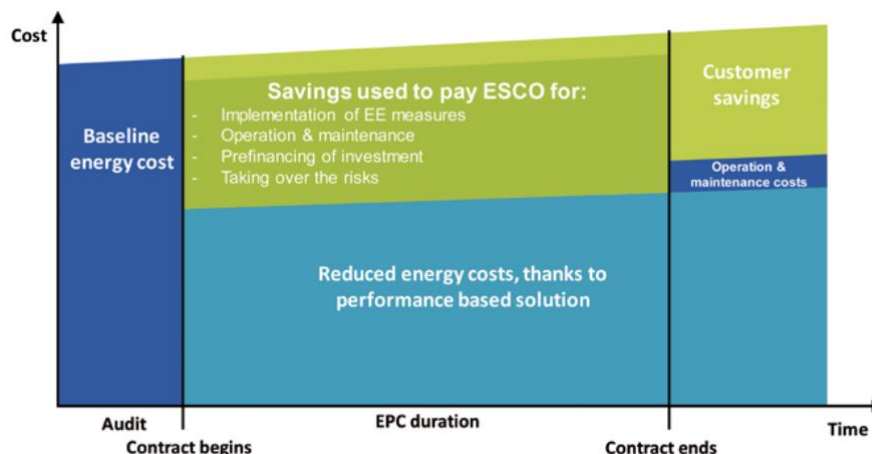 Cost
Baseline
energy cost
Savings used to pay ESCO for:
- Implementation of EE measures
- Operation & maintenance
- Prefinancing of investment
- Taking over the risks
Customer
savings
Operation &
maintenance costs
Reduced energy costs, thanks to
performance based solution
Audit
EPC duration
Time
Contract begins
Contract ends